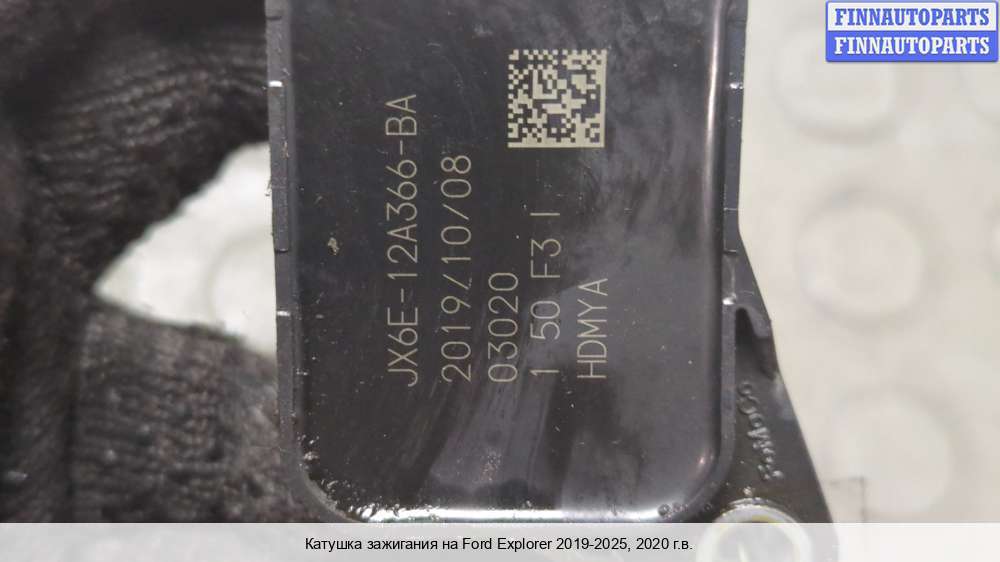 FINNAUTOPARTS
FINNAUTOPARTS
JX6E-12A366-BA
2019/10/08
03020
1 50 F3 I
HDMYA
Катушка зажигания на Ford Explorer 2019-2025, 2020 г.в.